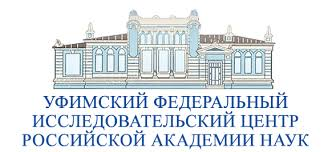 УФИМСКИЙ ФЕДЕРАЛЬНЫЙ
ИССЛЕДОВАТЕЛЬСКИЙ ЦЕНТР
РОССИЙСКОЙ АКАДЕМИИ НАУК